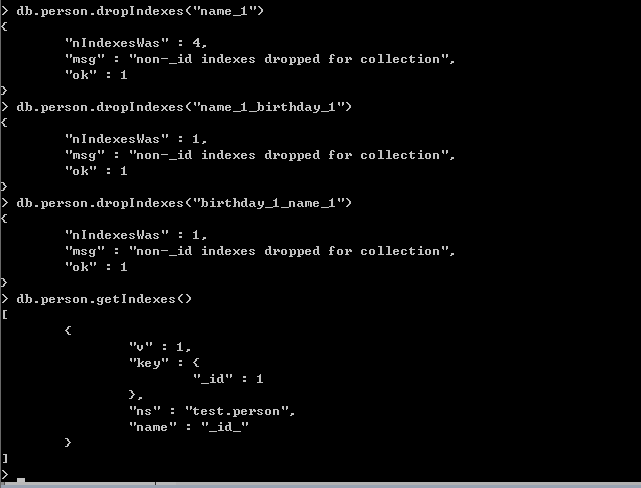 > db.person.dropIndexes("name_1")
{
        "nIndexesWas" : 4,
        "msg" : "non-_id indexes dropped for collection",
        "ok" : 1
}
> db.person.dropIndexes("name_1_birthday_1")
{
        "nIndexesWas" : 1,
        "msg" : "non-_id indexes dropped for collection",
        "ok" : 1
}
> db.person.dropIndexes("birthday_1_name_1")
{
        "nIndexesWas" : 1,
        "msg" : "non-_id indexes dropped for collection",
        "ok" : 1
}
> db.person.getIndexes()
[
        {
                "v" : 1,
                "key" : {
                        "_id" : 1
                },
                "ns" : "test.person",
                "name" : "_id_"
        }
]
>